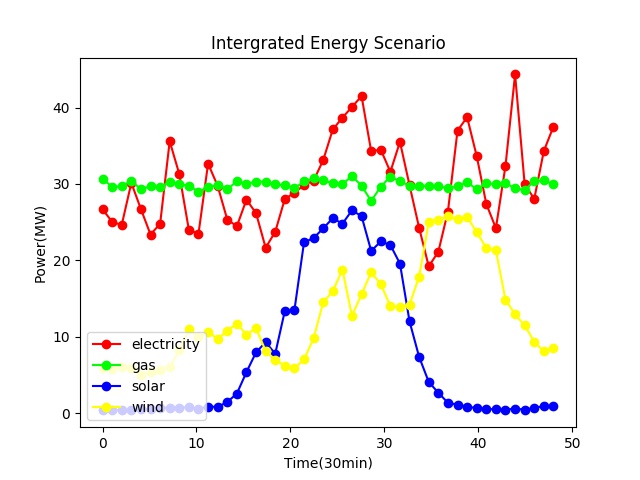 Intergrated Energy Scenario
Power(MW)
40
30
20
10
0
electricity
gas
solar
wind
0 10 20 30 40 50
Time(30min)